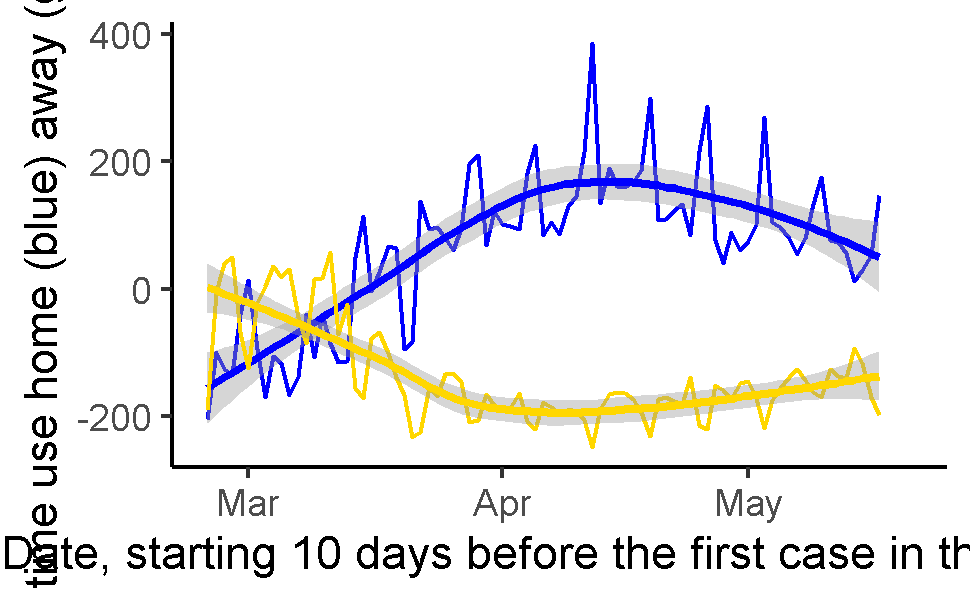 time use home (blue) away (
400
200
0
-200
Mar Apr May
Date, starting 10 days before the first case in th